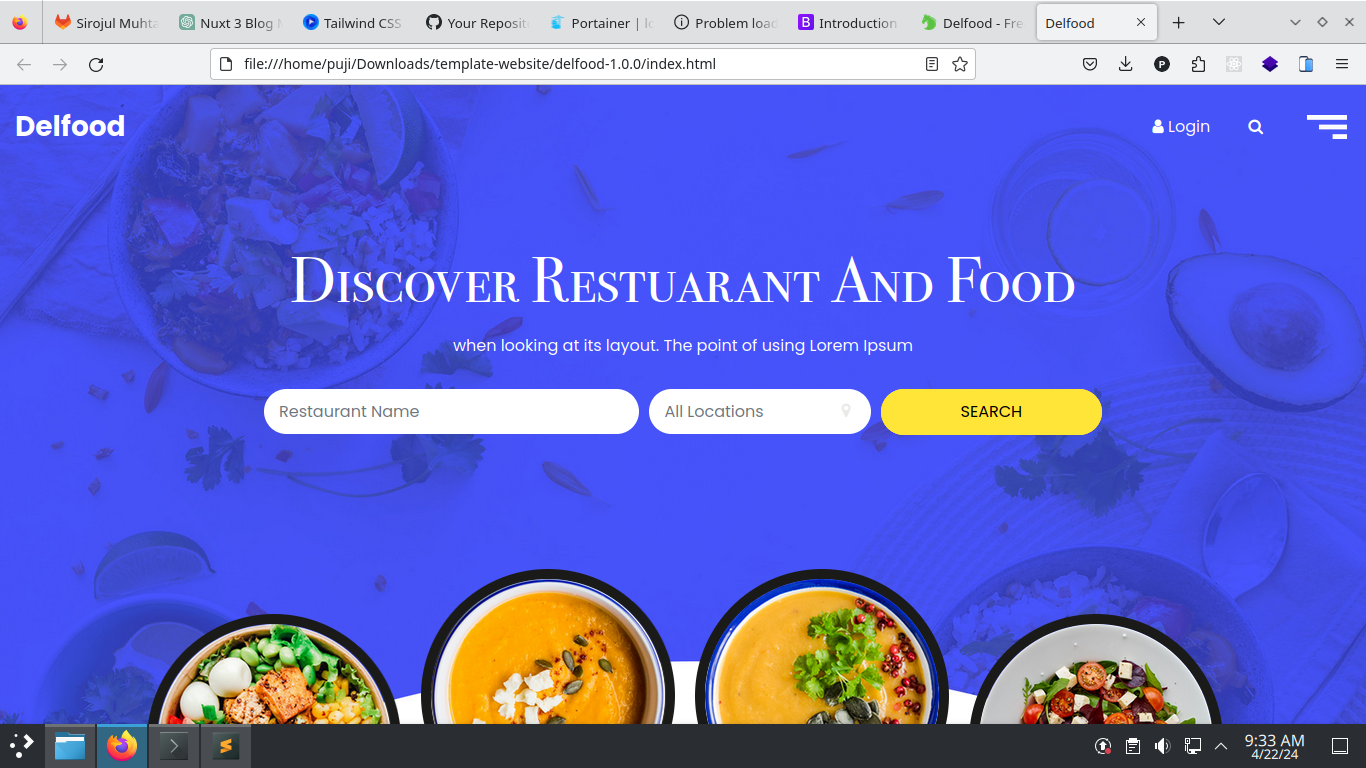 Sirojul Muhta
Nuxt 3 Blog
Tailwind CSS
Your Reposit
Portainer | l
Problem load
Introduction
Delfood - Fre
Delfood
file:///home/puji/Downloads/template-website/delfood-1.0.0/index.html
Delfood
Login
Discover Restuarant And Food
when looking at its layout. The point of using Lorem Ipsum
Restaurant Name
All Locations
SEARCH
9:33 AM
4/22/24